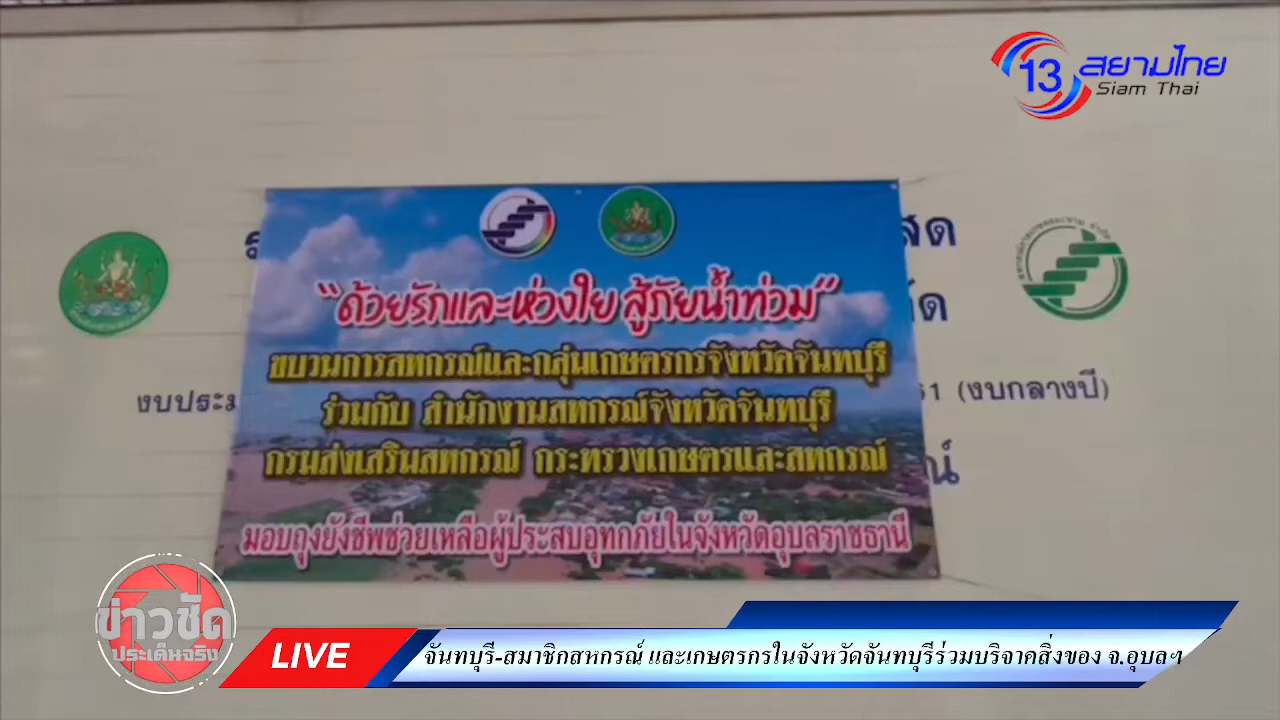 13 สยามไทย
Siam Thai
สด
"ด้วยรักและห่วงใย สู้ภัยน้ำท่วม"
ขบวนการสหกรณ์และกลุ่มเกษตรกรจังหวัดจันทบุรี
งบประม
61 (งบกลางปี)
ร่วมกับ สำนักงานสหกรณ์จังหวัดจันทบุรี
กรมส่งเสริมสหกรณ์ กระทรวงเกษตรและสหกรณ์
มอบถุงยังชีพช่วยเหลือผู้ประสบอุทกภัยในจังหวัดอุบลราชธานี
ข่าวชัด
ประเด็นจริง
LIVE
จันทบุรี-สมาชิกสหกรณ์ และเกษตรกรในจังหวัดจันทบุรีร่วมบริจาคสิ่งของ จ.อุบลฯ